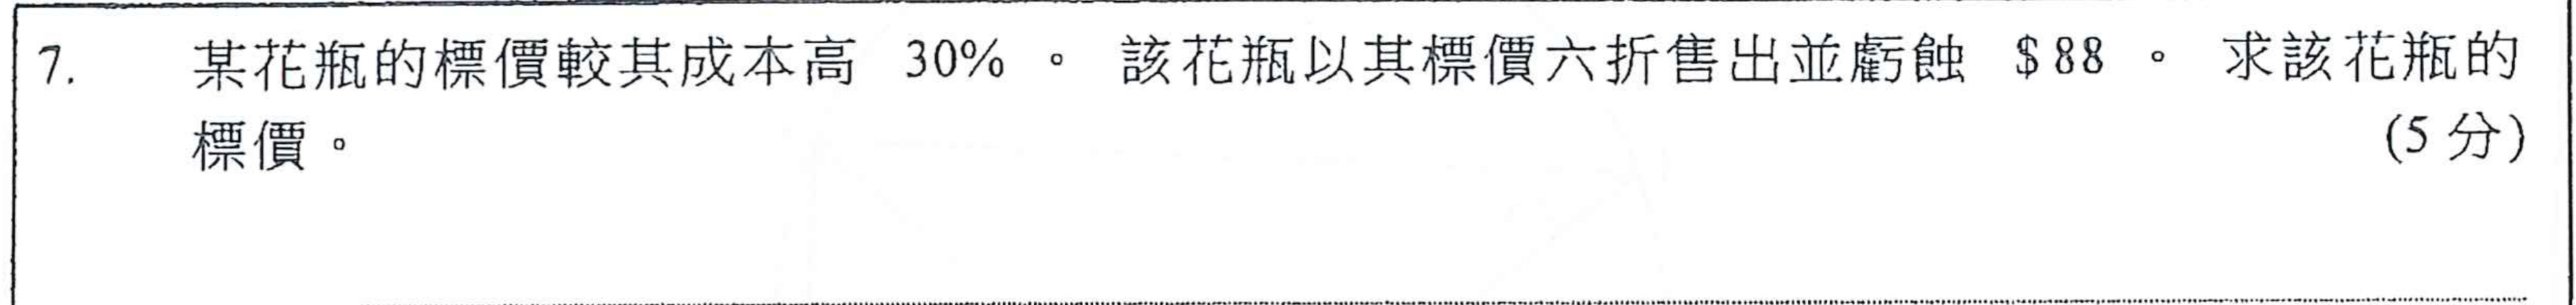 7. 某花瓶的標價較其成本高 30% 。 該花瓶以其標價六折售出並虧蝕 $88 。 求該花瓶的
標價。 (5 分)